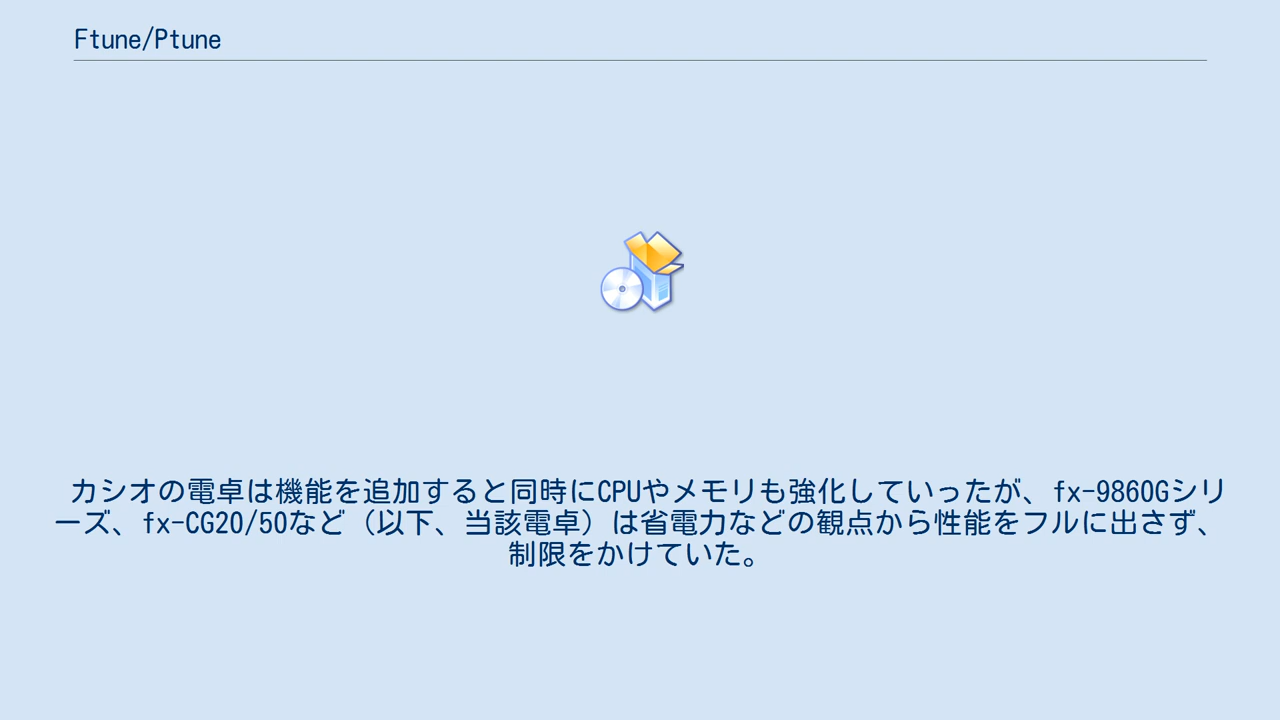 Ftune/Ptune
カシオの電卓は機能を追加すると同時にCPUやメモリも強化していったが、fx-9860Gシリ
ーズ、fx-CG20/50など（以下、当該電卓）は省電力などの観点から性能をフルに出さず、
制限をかけていた。